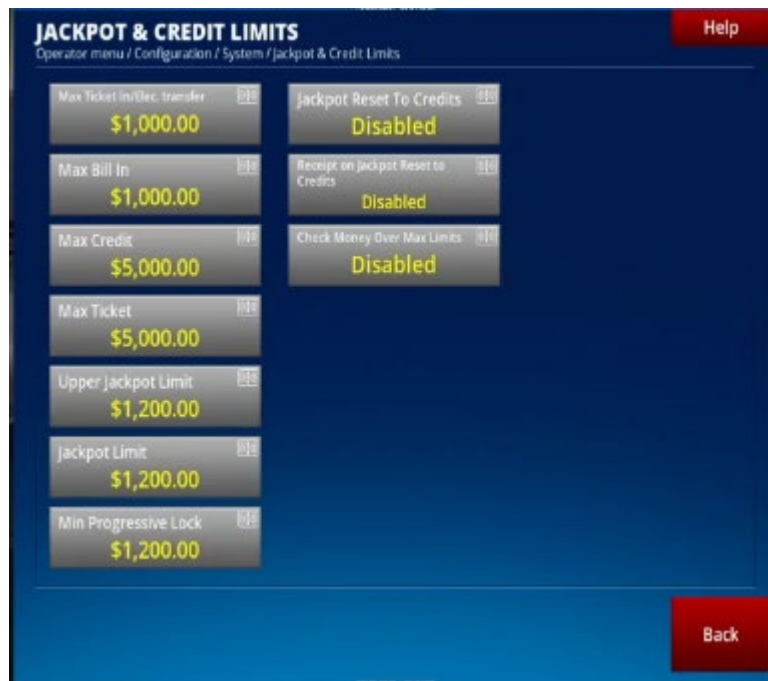 JACKPOT & CREDIT LIMITS
Operator menu / Configuration / System / Jackpot & Credit Limits
Help
Max Ticket In/Elec. transfer
$1,000.00
Max Bill In
$1,000.00
Max Credit
$5,000.00
Max Ticket
$5,000.00
Upper Jackpot Limit
$1,200.00
Jackpot Limit
$1,200.00
Min Progressive Lock
$1,200.00
Jackpot Reset To Credits
Disabled
Receipt on Jackpot Reset to
Credits
Disabled
Check Money Over Max Limits
Disabled
Back